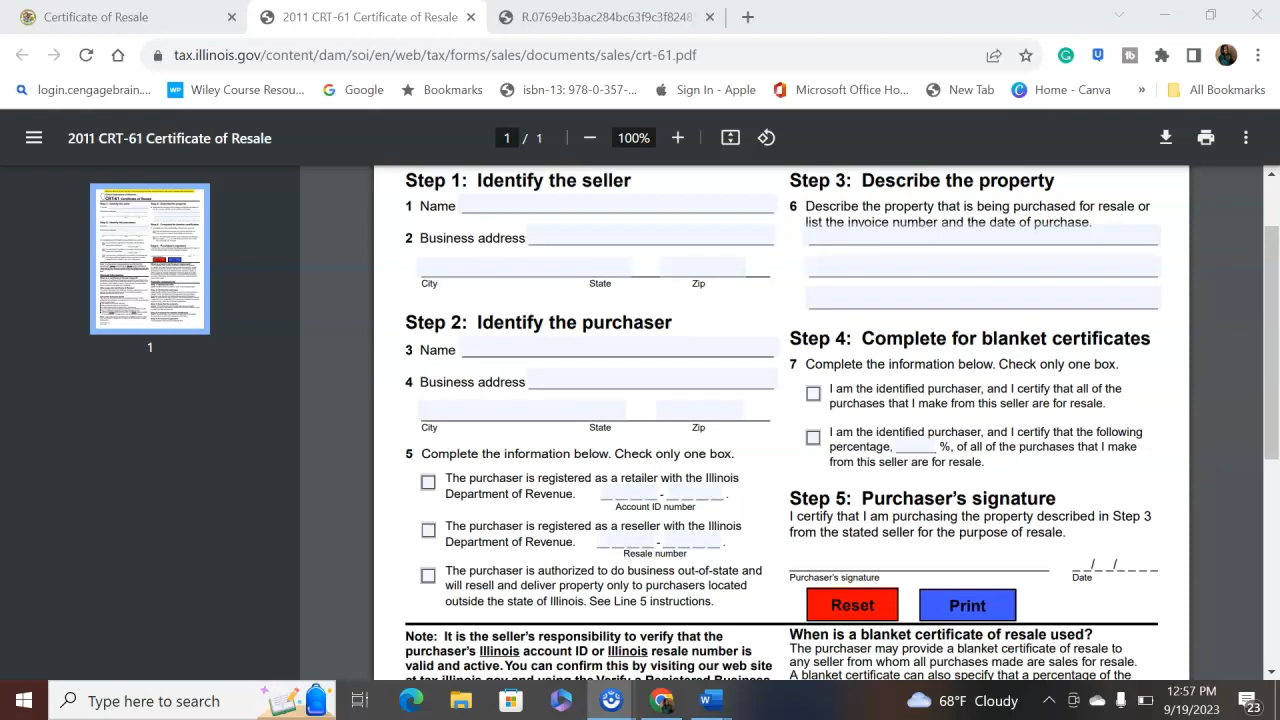 Certificate of Resale
2011 CRT-61 Certificate of Resale
R.0769eb3bac284bc63f9c3f8248
tax.illinois.gov/content/dam/soi/en/web/tax/forms/sales/documents/sales/crt-61.pdf
login.cengagebrain....
Wiley Course Resou...
Google
Bookmarks
isbn-13: 978-0-357-...
Sign In - Apple
Microsoft Office Ho...
New Tab
Home - Canva
»
All Bookmarks
2011 CRT-61 Certificate of Resale
1 / 1
100%
1
Step 1: Identify the seller
1 Name
2 Business address
City State Zip
Step 2: Identify the purchaser
3 Name
4 Business address
City State Zip
5 Complete the information below. Check only one box.
The purchaser is registered as a retailer with the Illinois
Department of Revenue. _ _ _ _ - _ _ _ _ .
Account ID number
The purchaser is registered as a reseller with the Illinois
Department of Revenue. _ _ _ _ - _ _ _ _ .
Resale number
The purchaser is authorized to do business out-of-state and
will resell and deliver property only to purchasers located
outside the state of Illinois. See Line 5 instructions.
Note: It is the seller's responsibility to verify that the
purchaser's Illinois account ID or Illinois resale number is
valid and active. You can confirm this by visiting our web site
Step 3: Describe the property
6 Describe the property that is being purchased for resale or
list the invoice number and the date of purchase.
Step 4: Complete for blanket certificates
7 Complete the information below. Check only one box.
I am the identified purchaser, and I certify that all of the
purchases that I make from this seller are for resale.
I am the identified purchaser, and I certify that the following
percentage, ______ %, of all of the purchases that I make
from this seller are for resale.
Step 5: Purchaser's signature
I certify that I am purchasing the property described in Step 3
from the stated seller for the purpose of resale.
_ _/_ _/_ _ _ _
Purchaser's signature Date
Reset Print
When is a blanket certificate of resale used?
The purchaser may provide a blanket certificate of resale to
any seller from whom all purchases made are sales for resale.
A blanket certificate can also specify that a percentage of the
Type here to search
68°F Cloudy
12:57 PM
9/19/2023
23